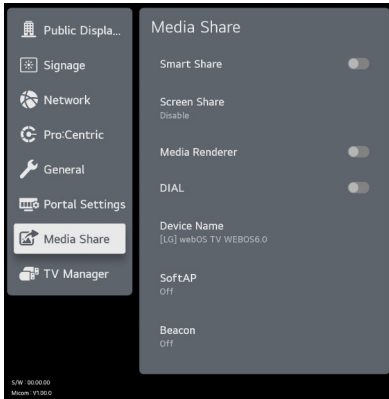 Public Displa...
Signage
Network
Pro:Centric
General
Portal Settings
Media Share
TV Manager
S/W : 00.00.00
Micom : V1.00.0
Media Share
Smart Share
Screen Share
Disable
Media Renderer
DIAL
Device Name
[LG] webOS TV WEBOS6.0
SoftAP
Off
Beacon
Off